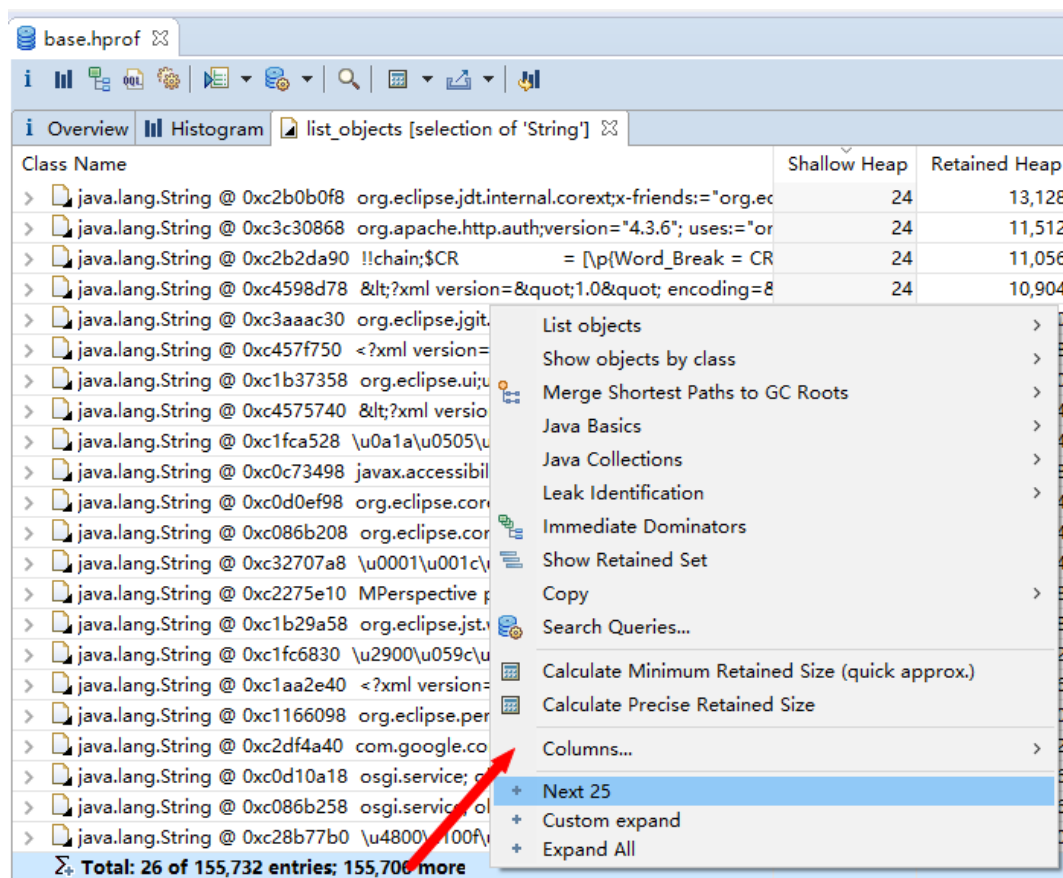 base.hprof
i OQL
i Overview Histogram list_objects [selection of 'String']
Class Name Shallow Heap Retained Heap
java.lang.String @ 0xc2b0b0f8 org.eclipse.jdt.internal.corext;x-friends:="org.ec 24 13,128
java.lang.String @ 0xc3c30868 org.apache.http.auth;version="4.3.6"; uses:="or 24 11,512
java.lang.String @ 0xc2b2da90 !!chain;$CR = [\p{Word_Break = CR 24 11,056
java.lang.String @ 0xc4598d78 &lt;?xml version=&quot;1.0&quot; encoding=& 24 10,904
java.lang.String @ 0xc3aaac30 org.eclipse.jgit.
java.lang.String @ 0xc457f750 <?xml version=
java.lang.String @ 0xc1b37358 org.eclipse.ui;u
java.lang.String @ 0xc4575740 &lt;?xml versio
java.lang.String @ 0xc1fca528 \u0a1a\u0505\u
java.lang.String @ 0xc0c73498 javax.accessibil
java.lang.String @ 0xc0d0ef98 org.eclipse.core
java.lang.String @ 0xc086b208 org.eclipse.cor
java.lang.String @ 0xc32707a8 \u0001\u001c\
java.lang.String @ 0xc2275e10 MPerspective p
java.lang.String @ 0xc1b29a58 org.eclipse.jst.
java.lang.String @ 0xc1fc6830 \u2900\u059c\u
java.lang.String @ 0xc1aa2e40 <?xml version=
java.lang.String @ 0xc1166098 org.eclipse.per
java.lang.String @ 0xc2df4a40 com.google.co
java.lang.String @ 0xc0d10a18 osgi.service;
java.lang.String @ 0xc086b258 osgi.service
java.lang.String @ 0xc28b77b0 \u4800\
Total: 26 of 155,732 entries; 155,706 more
List objects
Show objects by class
Merge Shortest Paths to GC Roots
Java Basics
Java Collections
Leak Identification
Immediate Dominators
Show Retained Set
Copy
Search Queries...
Calculate Minimum Retained Size (quick approx.)
Calculate Precise Retained Size
Columns...
Next 25
Custom expand
Expand All